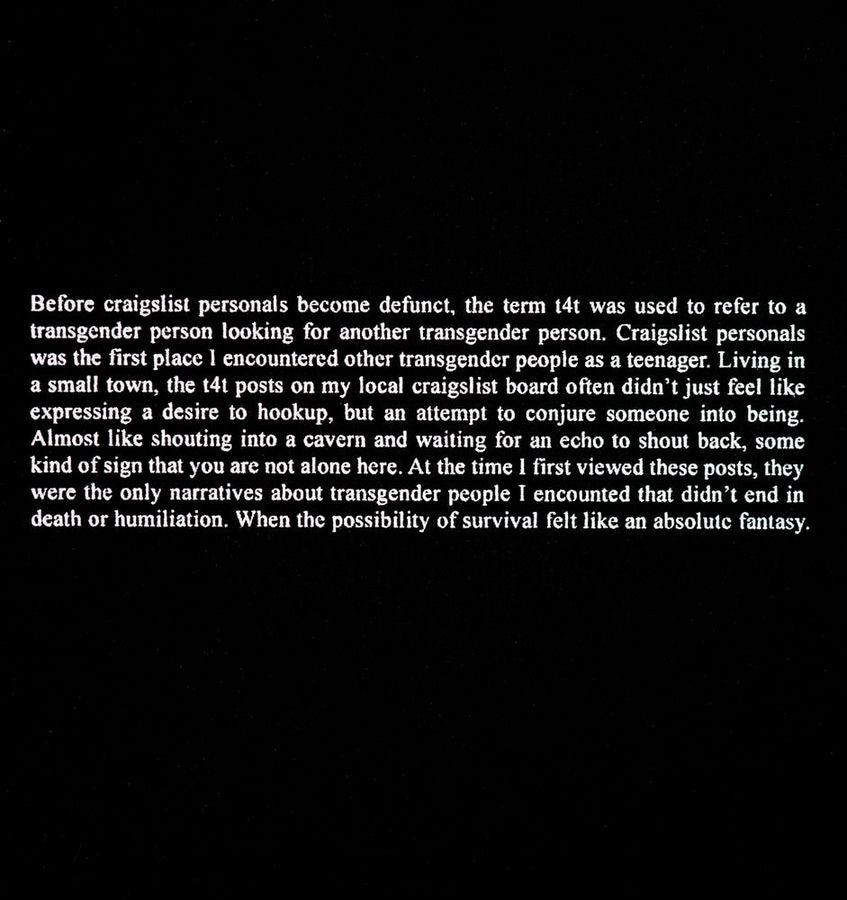 Before craigslist personals become defunct, the term t4t was used to refer to a
transgender person looking for another transgender person. Craigslist personals
was the first place I encountered other transgender people as a teenager. Living in
a small town, the t4t posts on my local craigslist board often didn't just feel like
expressing a desire to hookup, but an attempt to conjure someone into being.
Almost like shouting into a cavern and waiting for an echo to shout back, some
kind of sign that you are not alone here. At the time I first viewed these posts, they
were the only narratives about transgender people I encounted that didn't end in
death or humiliation. When the possibility of survival felt like an absolute fantasy.